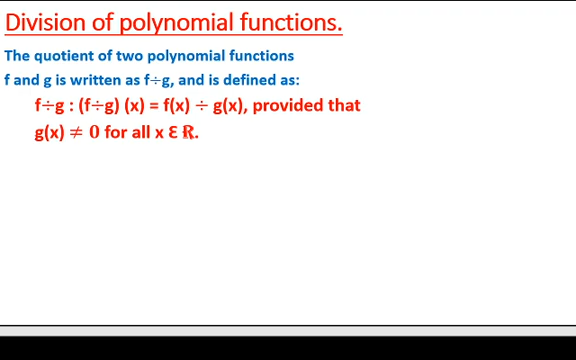 Division of polynomial functions.
The quotient of two polynomial functions
f and g is written as f÷g, and is defined as:
f÷g : (f÷g) (x) = f(x) ÷ g(x), provided that
g(x) ≠ 0 for all x Ɛ ℝ.